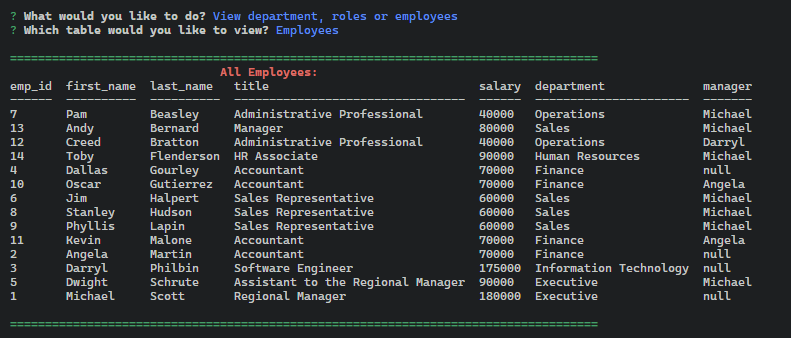 ? What would you like to do? View department, roles or employees
? Which table would you like to view? Employees
====================================================================================
All Employees:
emp_id  first_name  last_name   title                              salary  department              manager
------  ----------  ----------  ---------------------------------  ------  ----------------------  -------
7       Pam         Beasley     Administrative Professional        40000   Operations              Michael
13      Andy        Bernard     Manager                            80000   Sales                   Michael
12      Creed       Bratton     Administrative Professional        40000   Operations              Darryl
14      Toby        Flenderson  HR Associate                       90000   Human Resources         Michael
4       Dallas      Gourley     Accountant                         70000   Finance                 null
10      Oscar       Gutierrez   Accountant                         70000   Finance                 Angela
6       Jim         Halpert     Sales Representative               60000   Sales                   Michael
8       Stanley     Hudson      Sales Representative               60000   Sales                   Michael
9       Phyllis     Lapin       Sales Representative               60000   Sales                   Michael
11      Kevin       Malone      Accountant                         70000   Finance                 Angela
2       Angela      Martin      Accountant                         70000   Finance                 null
3       Darryl      Philbin     Software Engineer                  175000  Information Technology  null
5       Dwight      Schrute     Assistant to the Regional Manager  90000   Executive               Michael
1       Michael     Scott       Regional Manager                   180000  Executive               null
====================================================================================